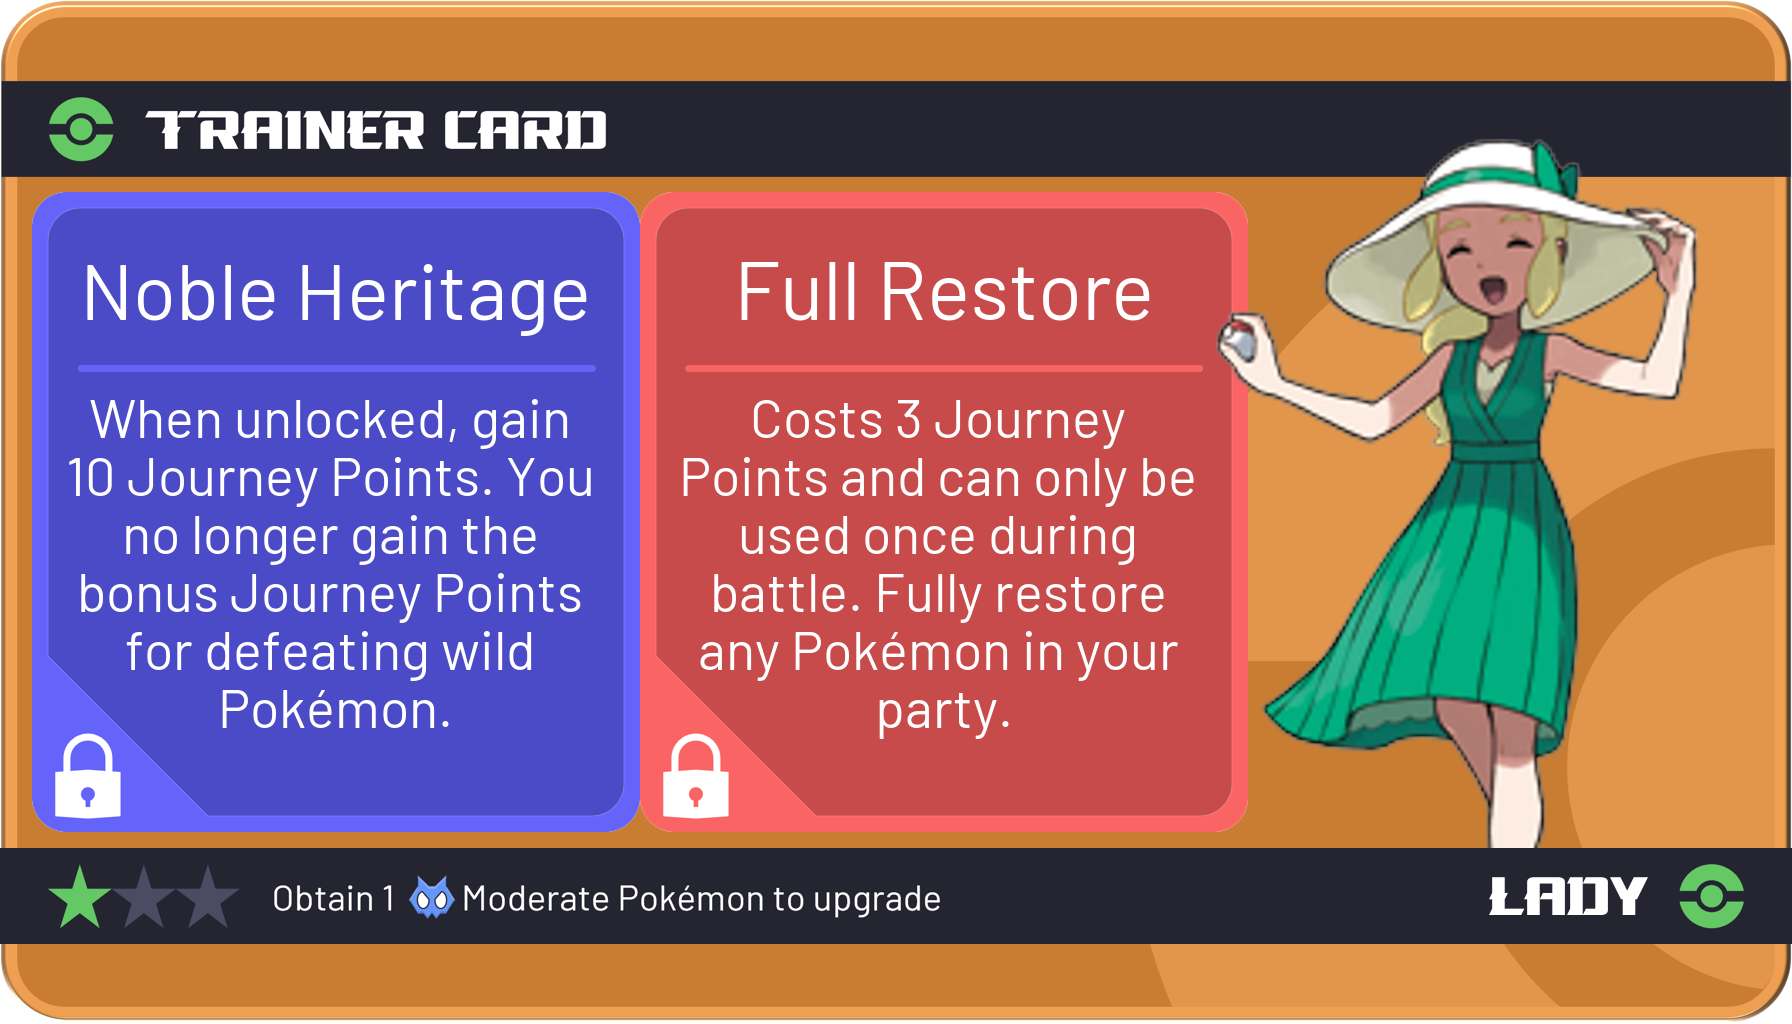 TRAINER CARD
Noble Heritage
When unlocked, gain
10 Journey Points. You
no longer gain the
bonus Journey Points
for defeating wild
Pokémon.
Full Restore
Costs 3 Journey
Points and can only be
used once during
battle. Fully restore
any Pokémon in your
party.
Obtain 1 Moderate Pokémon to upgrade
LADY